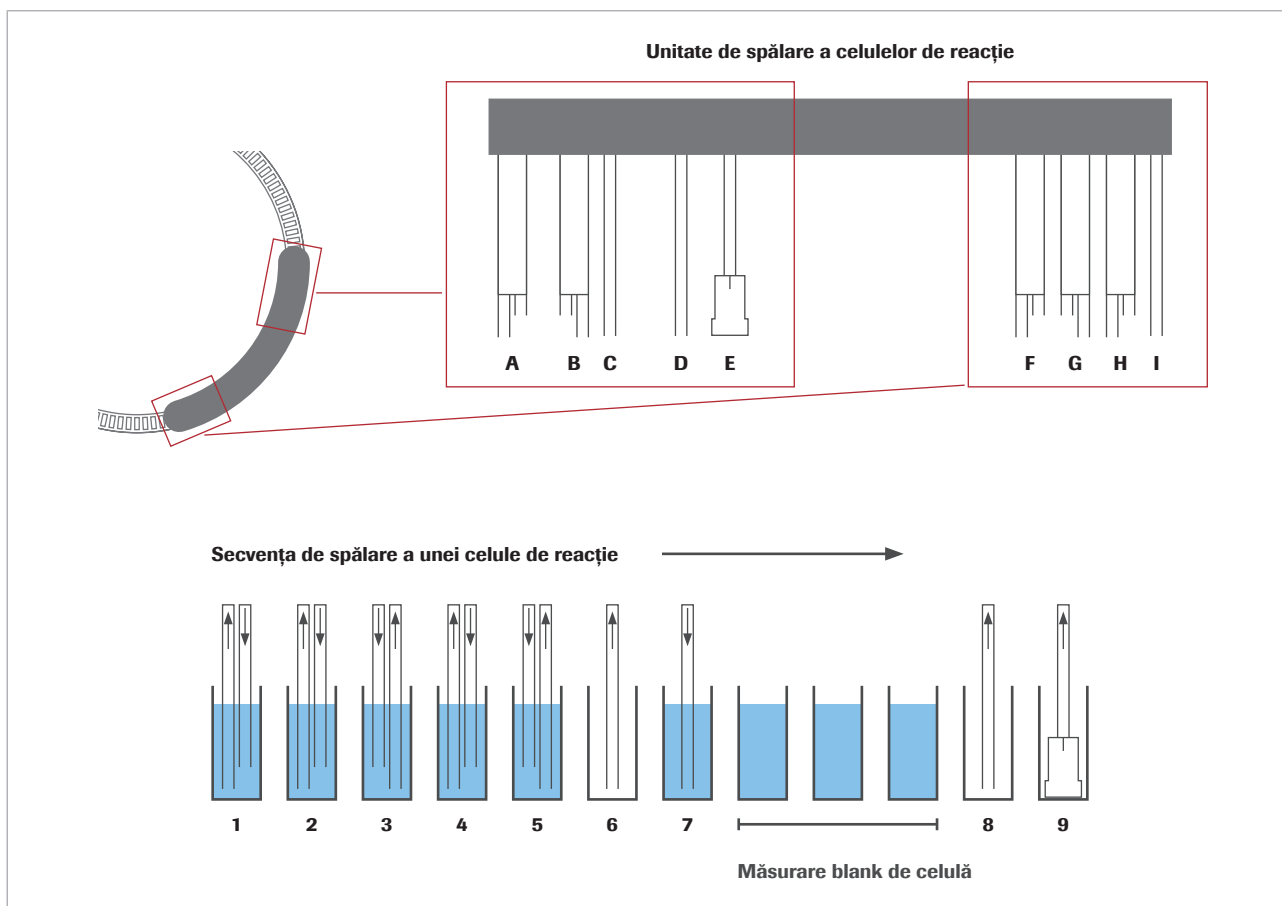 Unitate de spălare a celulelor de reacție
A B C D E F G H I
Secvența de spălare a unei celule de reacție
1 2 3 4 5 6 7 8 9
Măsurare blank de celulă